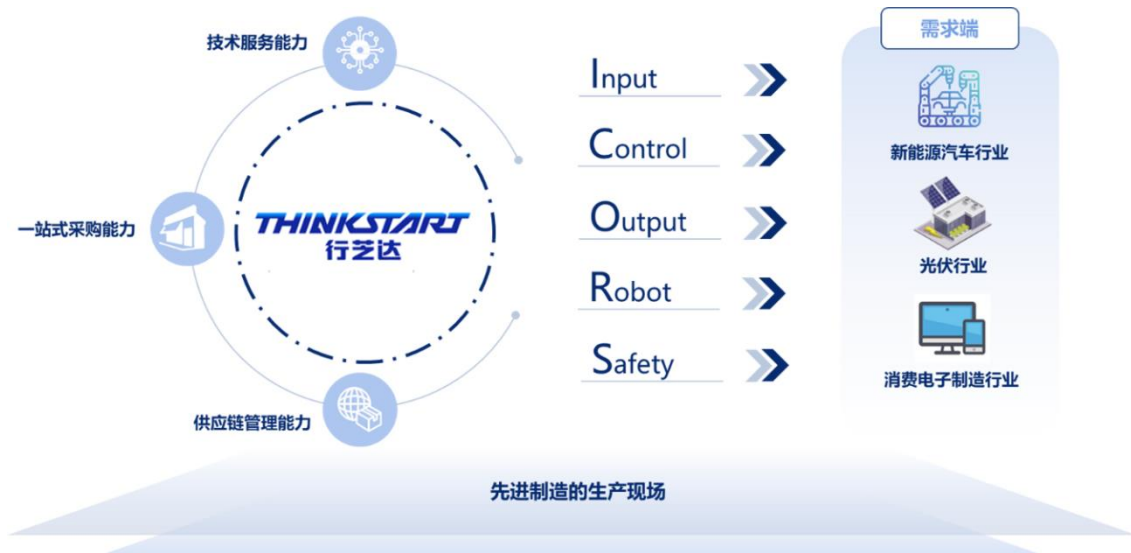 技术服务能力
一站式采购能力
THINKSTART
行芝达
供应链管理能力
Input
Control
Output
Robot
Safety
需求端
新能源汽车行业
光伏行业
消费电子制造行业
先进制造的生产现场